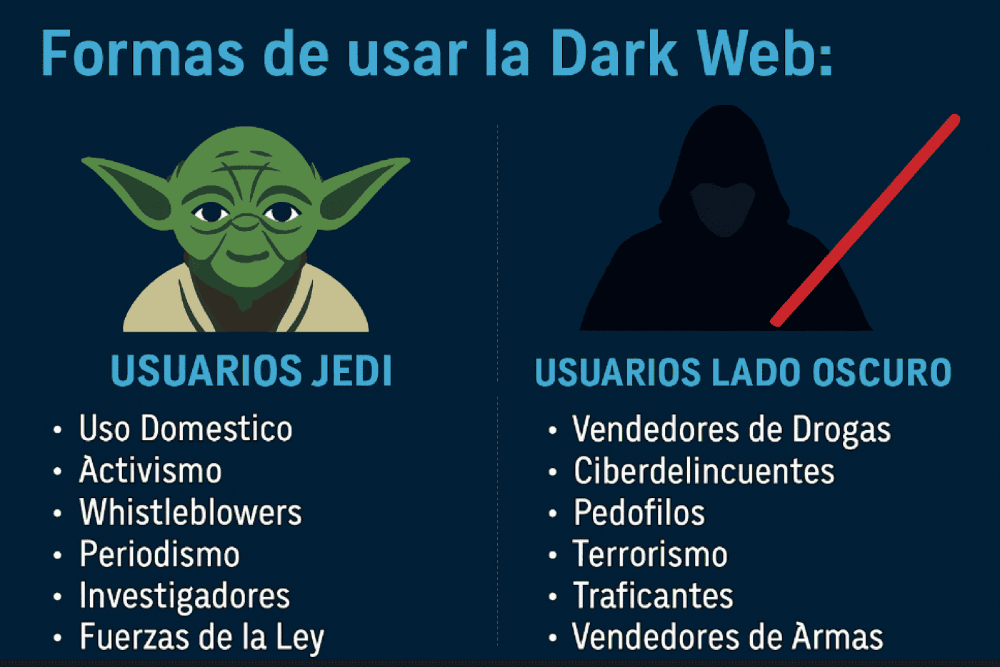 Formas de usar la Dark Web:
USUARIOS JEDI
• Uso Domestico
• Activismo
• Whistleblowers
• Periodismo
• Investigadores
• Fuerzas de la Ley
USUARIOS LADO OSCURO
• Vendedores de Drogas
• Ciberdelincuentes
• Pedofilos
• Terrorismo
• Traficantes
• Vendedores de Armas